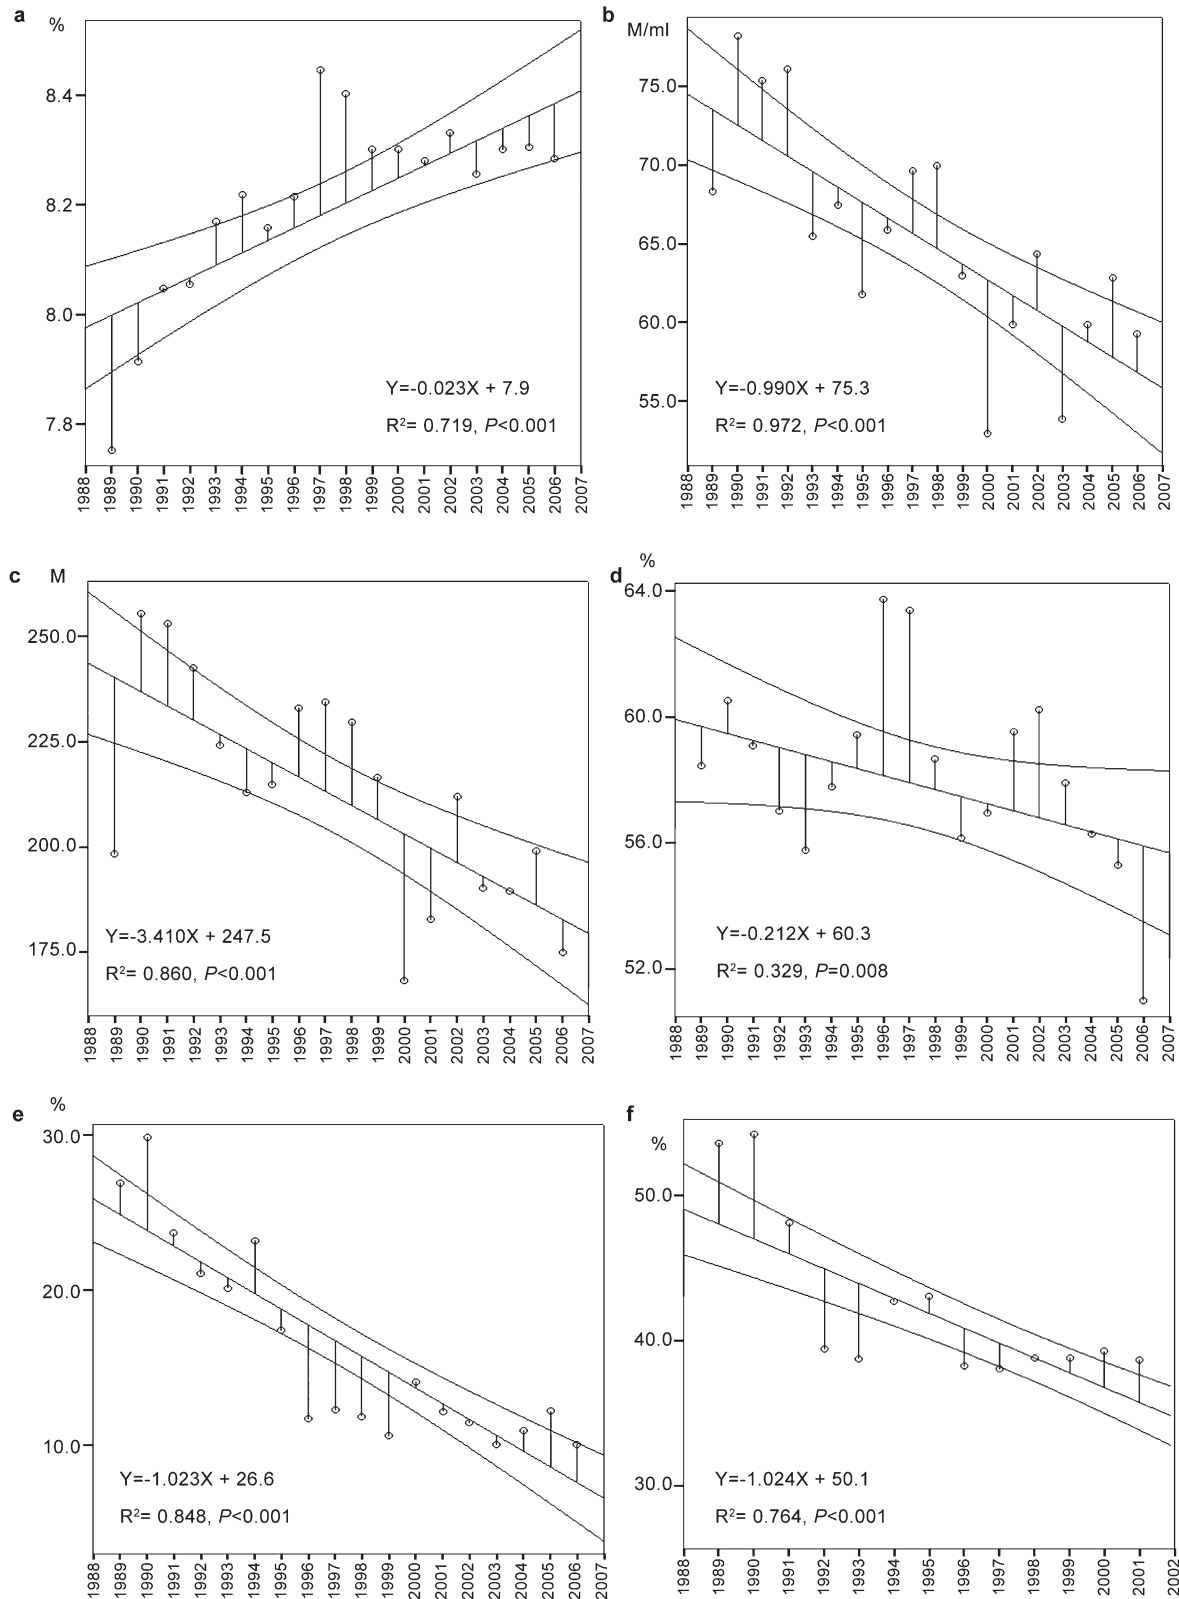 a %
8.4
8.2
8.0
7.8
Y=-0.023X + 7.9
R²= 0.719, P<0.001
1988 1989 1990 1991 1992 1993 1994 1995 1996 1997 1998 1999 2000 2001 2002 2003 2004 2005 2006 2007
b M/ml
75.0
70.0
65.0
60.0
55.0
Y=-0.990X + 75.3
R²= 0.972, P<0.001
1988 1989 1990 1991 1992 1993 1994 1995 1996 1997 1998 1999 2000 2001 2002 2003 2004 2005 2006 2007
c M
250.0
225.0
200.0
175.0
Y=-3.410X + 247.5
R²= 0.860, P<0.001
1988 1989 1990 1991 1992 1993 1994 1995 1996 1997 1998 1999 2000 2001 2002 2003 2004 2005 2006 2007
d %
64.0
60.0
56.0
52.0
Y=-0.212X + 60.3
R²= 0.329, P=0.008
1988 1989 1990 1991 1992 1993 1994 1995 1996 1997 1998 1999 2000 2001 2002 2003 2004 2005 2006 2007
e %
30.0
20.0
10.0
Y=-1.023X + 26.6
R²= 0.848, P<0.001
1988 1989 1990 1991 1992 1993 1994 1995 1996 1997 1998 1999 2000 2001 2002 2003 2004 2005 2006 2007
f %
50.0
40.0
30.0
Y=-1.024X + 50.1
R²= 0.764, P<0.001
1988 1989 1990 1991 1992 1993 1994 1995 1996 1997 1998 1999 2000 2001 2002